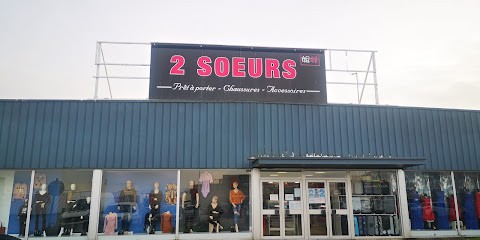 2 SOEURS
Prêt à porter - Chaussures - Accessoires